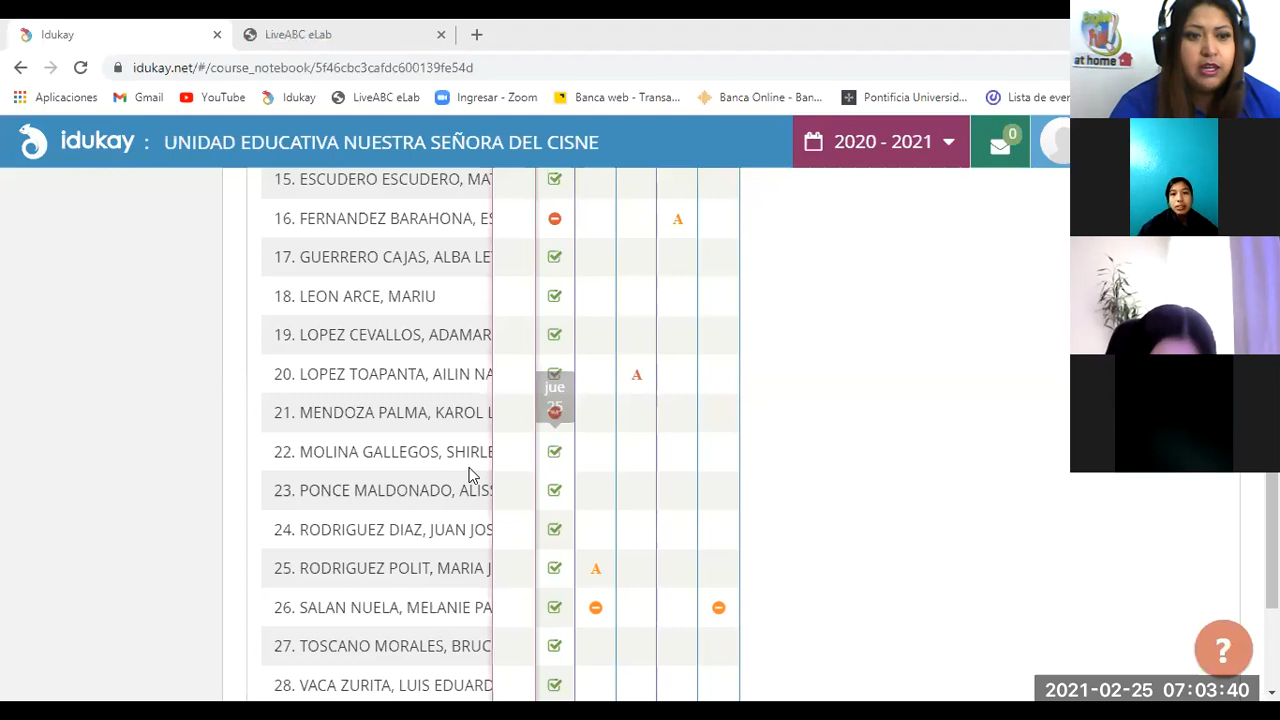 Idukay
LiveABC eLab
idukay.net/#/course_notebook/5f46cbc3cafdc600139fe54d
Aplicaciones Gmail YouTube Idukay LiveABC eLab Ingresar - Zoom Banca web - Transa... Banca Online - Ban... Pontificia Universid... Lista de eve
at home
idukay : UNIDAD EDUCATIVA NUESTRA SEÑORA DEL CISNE 2020 - 2021 0
15. ESCUDERO ESCUDERO, MAT
16. FERNANDEZ BARAHONA, ES A
17. GUERRERO CAJAS, ALBA LE
18. LEON ARCE, MARIU
19. LOPEZ CEVALLOS, ADAMAR
20. LOPEZ TOAPANTA, AILIN NA A
jue
25
21. MENDOZA PALMA, KAROL L
22. MOLINA GALLEGOS, SHIRLE
23. PONCE MALDONADO, ALIS
24. RODRIGUEZ DIAZ, JUAN JOS
25. RODRIGUEZ POLIT, MARIA J A
26. SALAN NUELA, MELANIE PA
27. TOSCANO MORALES, BRUC
28. VACA ZURITA, LUIS EDUARD
?
2021-02-25 07:03:40